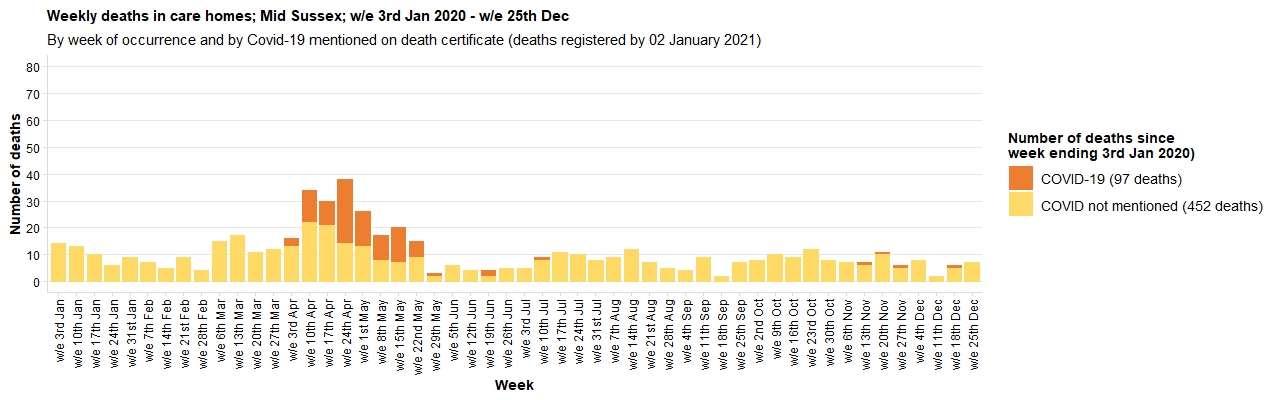 Weekly deaths in care homes; Mid Sussex; w/e 3rd Jan 2020 - w/e 25th Dec
By week of occurrence and by Covid-19 mentioned on death certificate (deaths registered by 02 January 2021)
Number of deaths
80
70
60
50
40
30
20
10
0
w/e 3rd Jan
w/e 10th Jan
w/e 17th Jan
w/e 24th Jan
w/e 31st Jan
w/e 7th Feb
w/e 14th Feb
w/e 21st Feb
w/e 28th Feb
w/e 6th Mar
w/e 13th Mar
w/e 20th Mar
w/e 27th Mar
w/e 3rd Apr
w/e 10th Apr
w/e 17th Apr
w/e 24th Apr
w/e 1st May
w/e 8th May
w/e 15th May
w/e 22nd May
w/e 29th May
w/e 5th Jun
w/e 12th Jun
w/e 19th Jun
w/e 26th Jun
w/e 3rd Jul
w/e 10th Jul
w/e 17th Jul
w/e 24th Jul
w/e 31st Jul
w/e 7th Aug
w/e 14th Aug
w/e 21st Aug
w/e 28th Aug
w/e 4th Sep
w/e 11th Sep
w/e 18th Sep
w/e 25th Sep
w/e 2nd Oct
w/e 9th Oct
w/e 16th Oct
w/e 23rd Oct
w/e 30th Oct
w/e 6th Nov
w/e 13th Nov
w/e 20th Nov
w/e 27th Nov
w/e 4th Dec
w/e 11th Dec
w/e 18th Dec
w/e 25th Dec
Week
Number of deaths since
week ending 3rd Jan 2020)
COVID-19 (97 deaths)
COVID not mentioned (452 deaths)